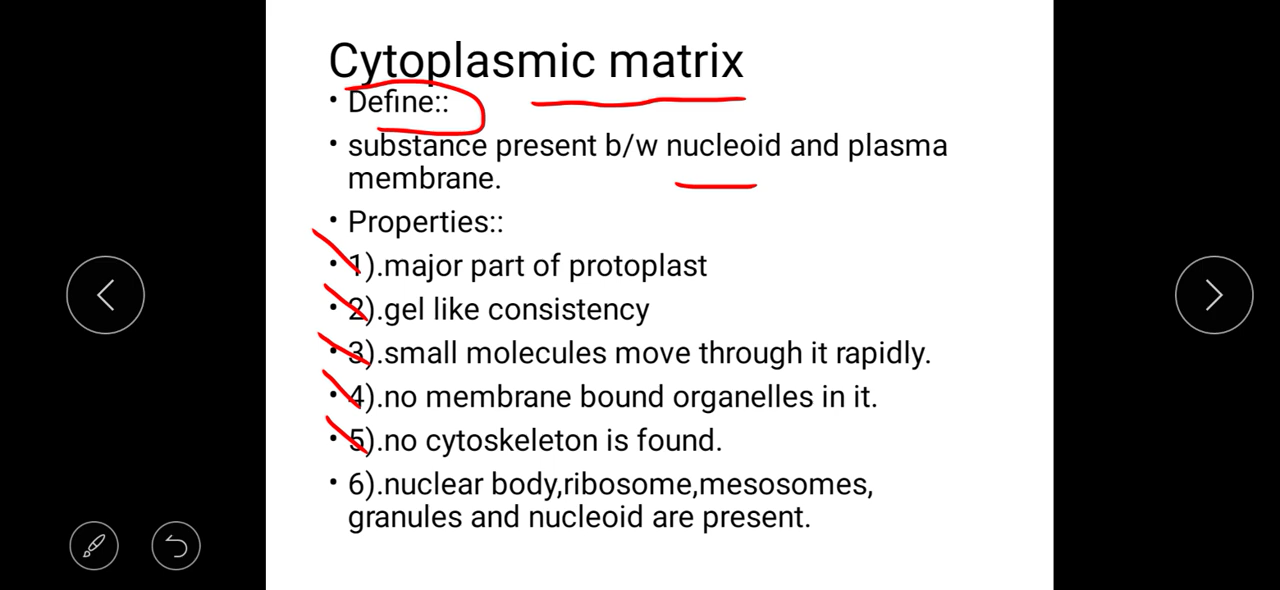 Cytoplasmic matrix
• Define::
• substance present b/w nucleoid and plasma
membrane.
• Properties::
• 1).major part of protoplast
• 2).gel like consistency
• 3).small molecules move through it rapidly.
• 4).no membrane bound organelles in it.
• 5).no cytoskeleton is found.
• 6).nuclear body,ribosome,mesosomes,
granules and nucleoid are present.